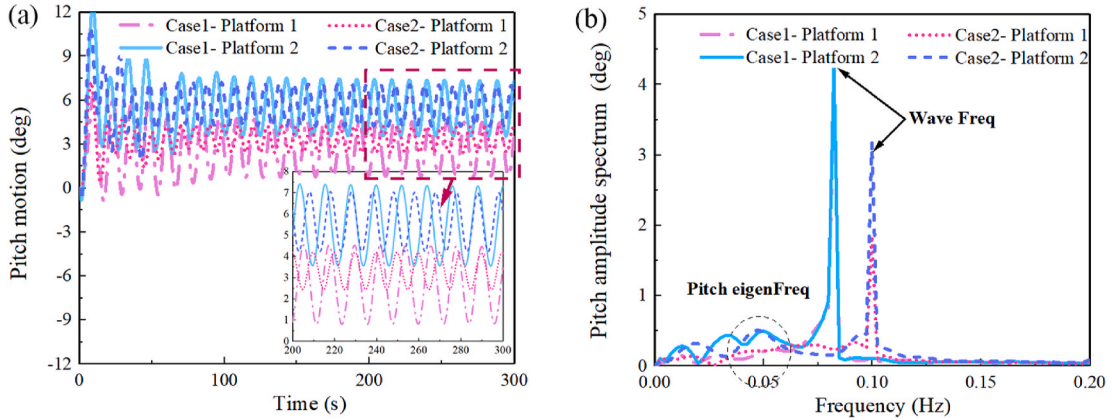 (a)
Case1- Platform 1
Case2- Platform 1
Case1- Platform 2
Case2- Platform 2
Pitch motion (deg)
12
9
6
3
0
-3
-6
-9
-12
8
7
6
5
4
3
2
1
0
200
220
240
260
280
300
0
100
200
300
Time (s)
(b)
Case1- Platform 1
Case2- Platform 1
Case1- Platform 2
Case2- Platform 2
Pitch amplitude spectrum (deg)
5
4
3
2
1
0
Wave Freq
Pitch eigenFreq
0.00
0.05
0.10
0.15
0.20
Frequency (Hz)